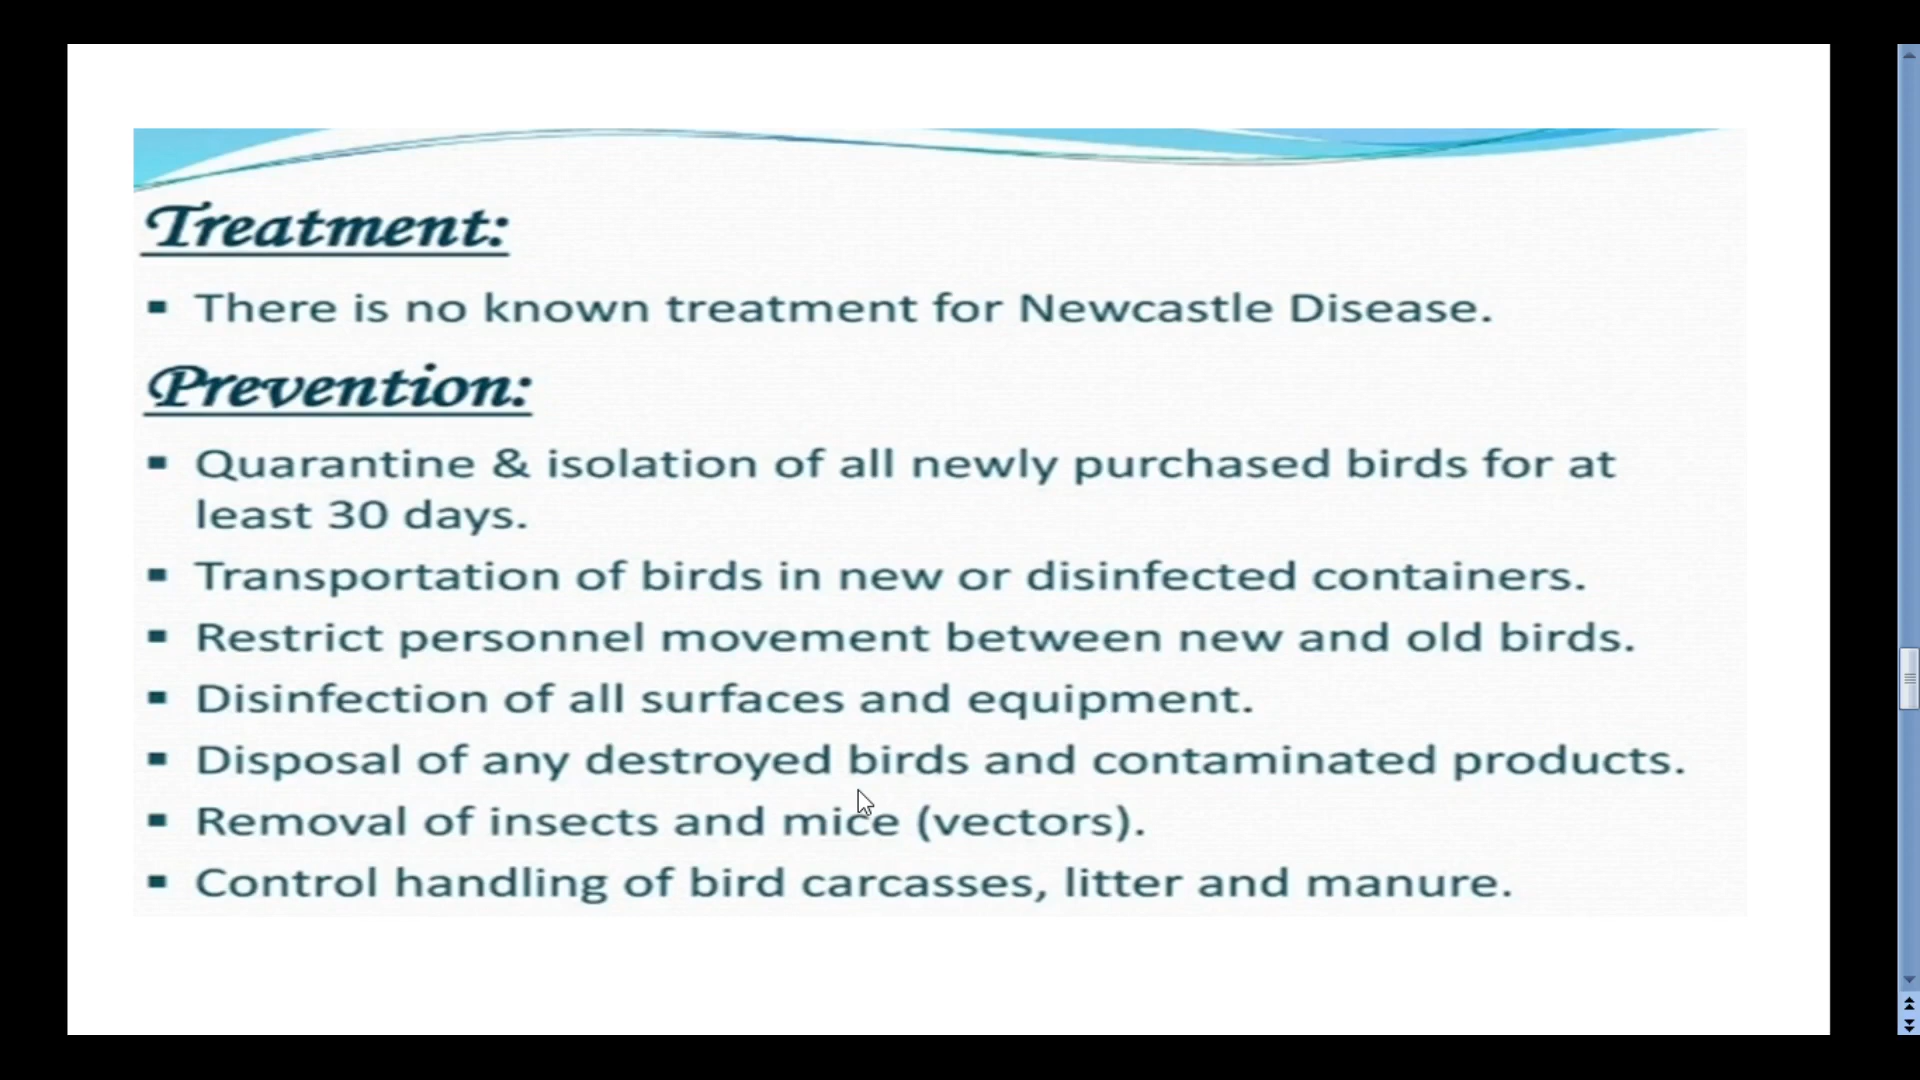 Treatment:
▪ There is no known treatment for Newcastle Disease.
Prevention:
▪ Quarantine & isolation of all newly purchased birds for at
least 30 days.
▪ Transportation of birds in new or disinfected containers.
▪ Restrict personnel movement between new and old birds.
▪ Disinfection of all surfaces and equipment.
▪ Disposal of any destroyed birds and contaminated products.
▪ Removal of insects and mice (vectors).
▪ Control handling of bird carcasses, litter and manure.